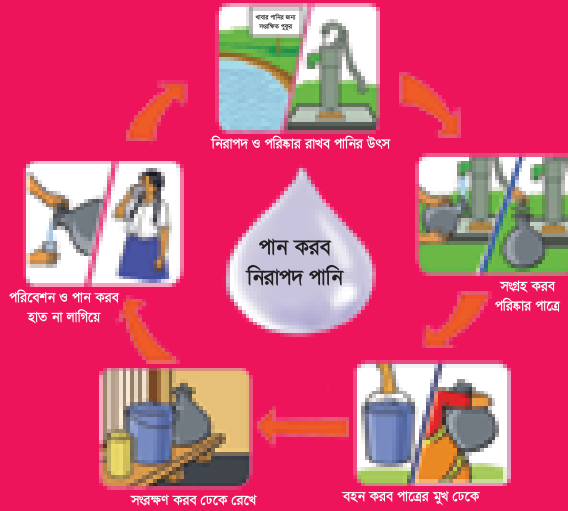 খাবার পানির জন্য
সংরক্ষিত পুকুর
নিরাপদ ও পরিষ্কার রাখব পানির উৎস
পান করব
নিরাপদ পানি
সংগ্রহ করব
পরিষ্কার পাত্রে
পরিবেশন ও পান করব
হাত না লাগিয়ে
সংরক্ষণ করব ঢেকে রেখে
বহন করব পাত্রের মুখ ঢেকে